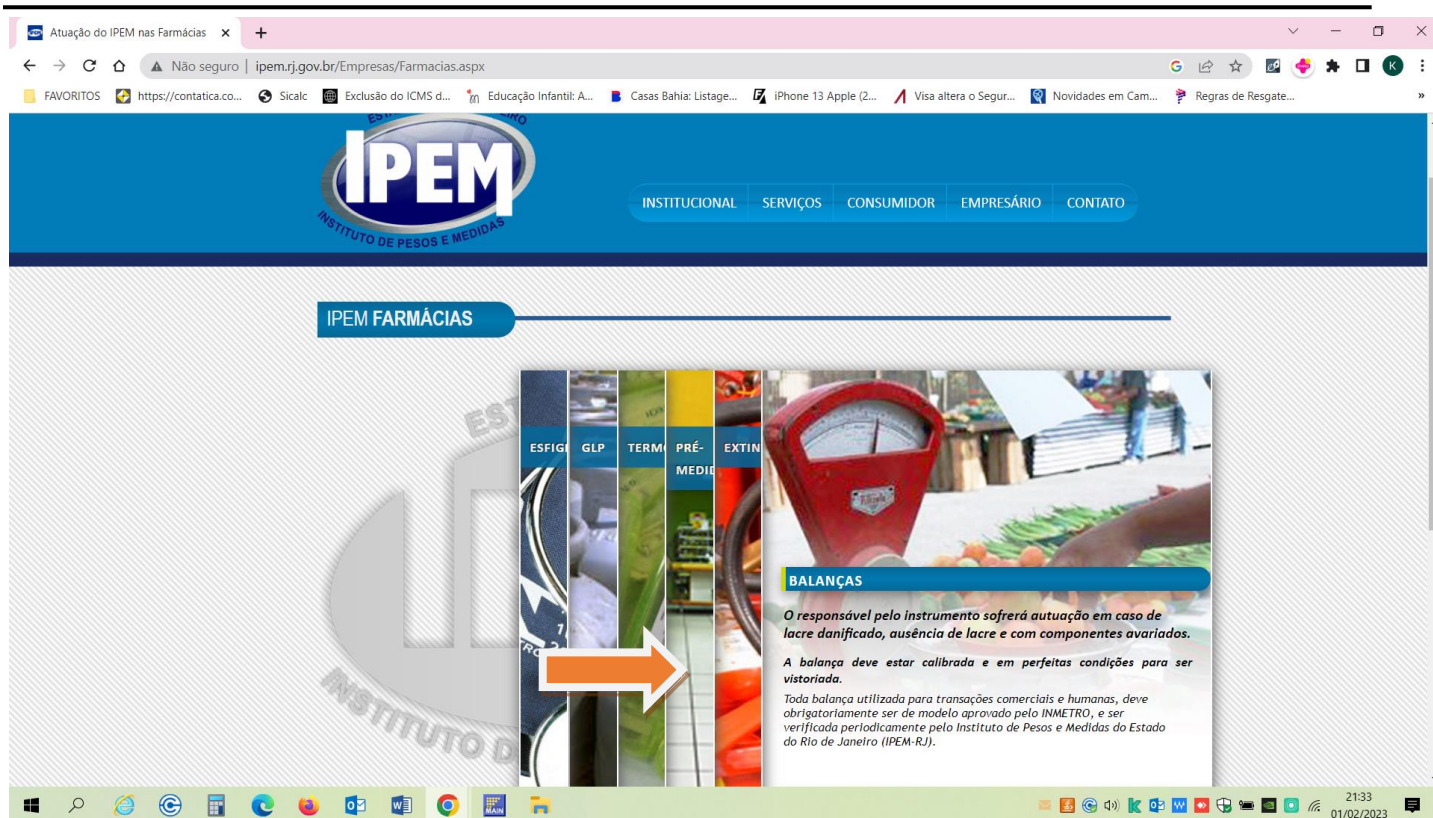 Atuação do IPEM nas Farmácias
Não seguro | ipem.rj.gov.br/Empresas/Farmacias.aspx
G
K
FAVORITOS
https://contatica.co...
Sicalc
Exclusão do ICMS d...
Educação Infantil: A...
Casas Bahia: Listage...
iPhone 13 Apple (2...
Visa altera o Segur...
Novidades em Cam...
Regras de Resgate...
»
IPEM
INSTITUTO DE PESOS E MEDIDAS
INSTITUCIONAL SERVIÇOS CONSUMIDOR EMPRESÁRIO CONTATO
IPEM FARMÁCIAS
EST
INSTITUTO D
ESFIG
GLP
TERM
PRÉ-
MEDI
EXTIN
BALANÇAS
O responsável pelo instrumento sofrerá autuação em caso de
lacre danificado, ausência de lacre e com componentes avariados.
A balança deve estar calibrada e em perfeitas condições para ser
vistoriada.
Toda balança utilizada para transações comerciais e humanas, deve
obrigatoriamente ser de modelo aprovado pelo INMETRO, e ser
verificada periodicamente pelo Instituto de Pesos e Medidas do Estado
do Rio de Janeiro (IPEM-RJ).
MAIN
21:33
01/02/2023